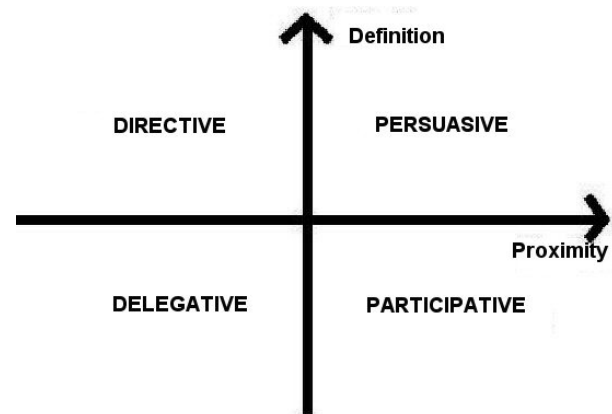 Definition
DIRECTIVE PERSUASIVE
Proximity
DELEGATIVE PARTICIPATIVE